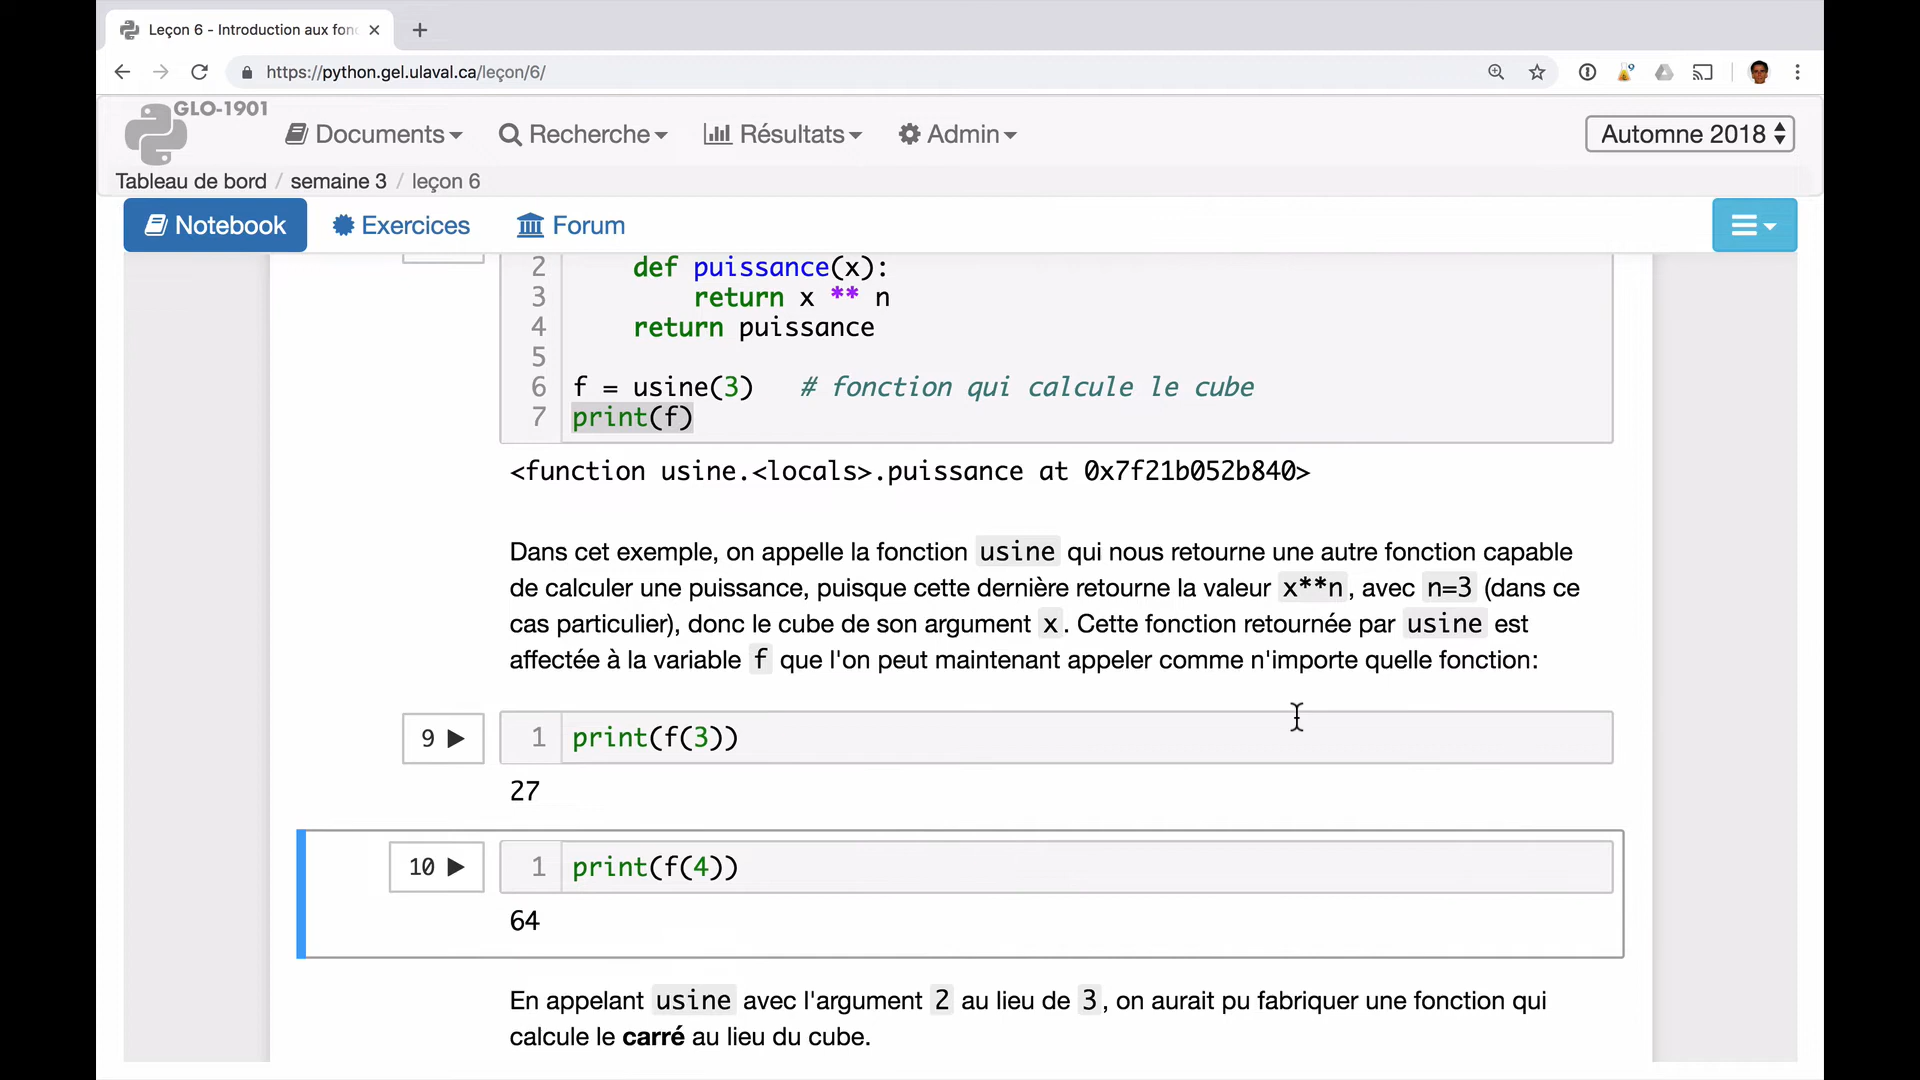 Leçon 6 - Introduction aux fon
https://python.gel.ulaval.ca/leçon/6/
GLO-1901
Documents
Recherche
Résultats
Admin
Automne 2018
Tableau de bord / semaine 3 / leçon 6
Notebook
Exercices
Forum
2 def puissance(x):
3 return x ** n
4 return puissance
5
6 f = usine(3) # fonction qui calcule le cube
7 print(f)
<function usine.<locals>.puissance at 0x7f21b052b840>
Dans cet exemple, on appelle la fonction usine qui nous retourne une autre fonction capable
de calculer une puissance, puisque cette dernière retourne la valeur x**n, avec n=3 (dans ce
cas particulier), donc le cube de son argument x. Cette fonction retournée par usine est
affectée à la variable f que l'on peut maintenant appeler comme n'importe quelle fonction:
9 1 print(f(3))
27
10 1 print(f(4))
64
En appelant usine avec l'argument 2 au lieu de 3, on aurait pu fabriquer une fonction qui
calcule le carré au lieu du cube.